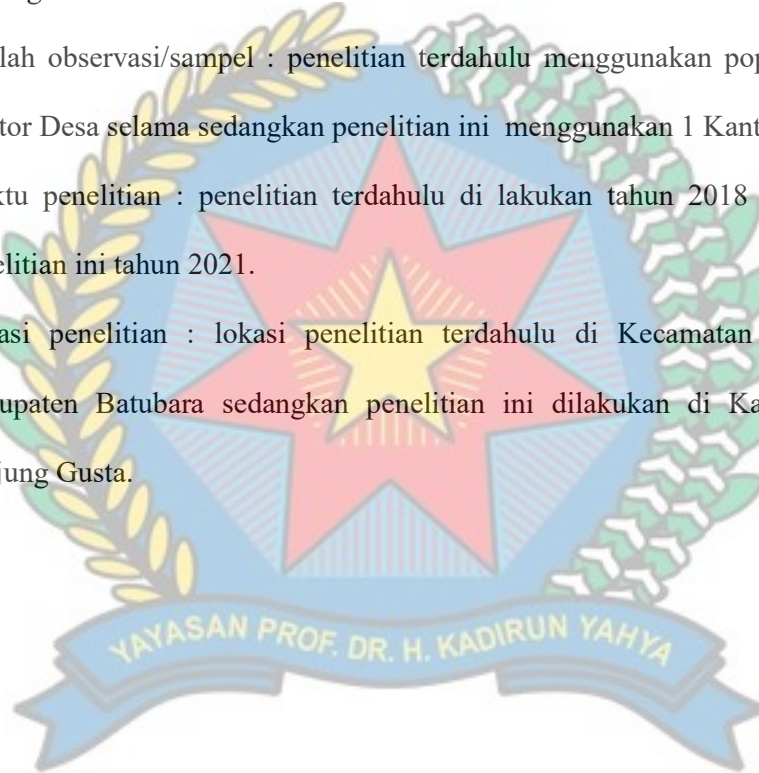 lah observasi/sampel : penelitian terdahulu menggunakan pop
tor Desa selama sedangkan penelitian ini menggunakan 1 Kant
ktu penelitian : penelitian terdahulu di lakukan tahun 2018
elitian ini tahun 2021.
asi penelitian : lokasi penelitian terdahulu di Kecamatan
upaten Batubara sedangkan penelitian ini dilakukan di Ka
jung Gusta.
YAYASAN PROF. DR. H. KADIRUN YAHYA